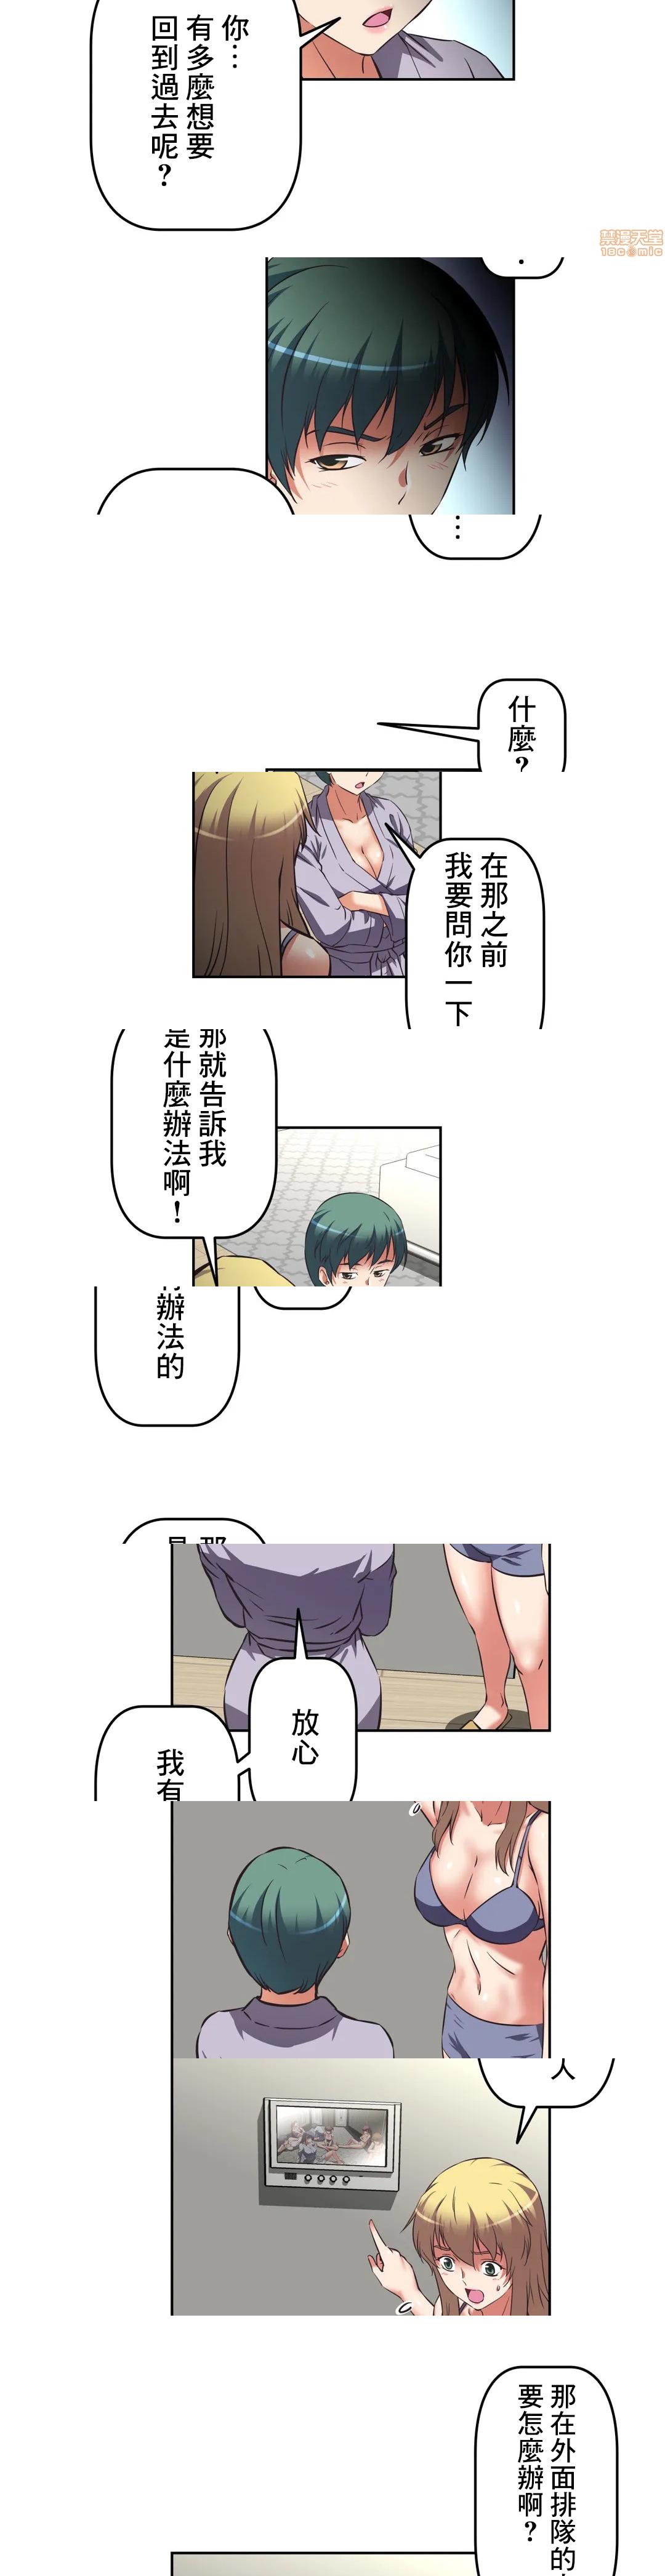 你…
有多麼想要
回到過去呢?
禁漫天堂
18comic
…
什麼?
在那之前
我要問你一下
那就告訴我
是什麼辦法啊!
辦法的
放心
我有
人
那在外面排隊的
要怎麼辦啊?